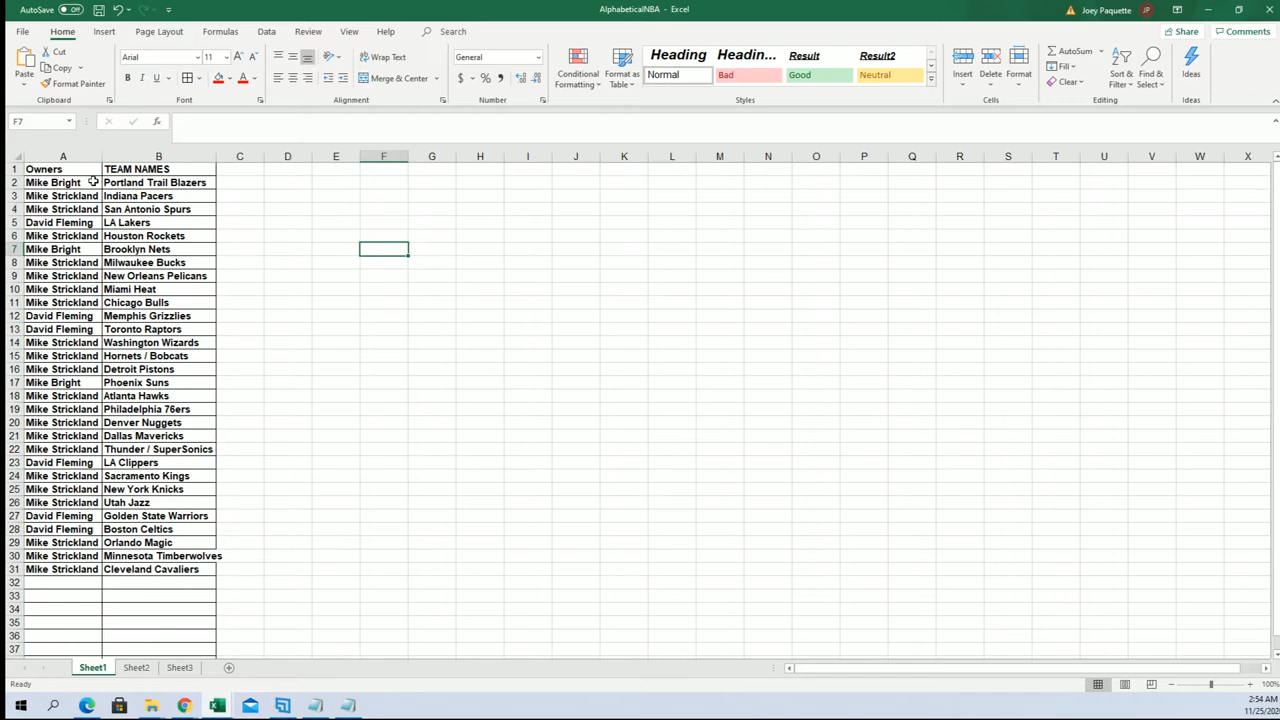 AutoSave Off AlphabeticalNBA - Excel Joey Paquette JP
File Home Insert Page Layout Formulas Data Review View Help Search Share Comments
Paste Cut Copy Format Painter Clipboard
Arial 11 B I U A Font
Wrap Text Merge & Center Alignment
General $ % Number
Conditional Formatting Format as Table
Heading Headin... Result Result2
Normal Bad Good Neutral
Styles
Insert Delete Format Cells
AutoSum Fill Clear Sort & Filter Find & Select Editing
Ideas Ideas
F7 fx
A B C D E F G H I J K L M N O P Q R S T U V W X
1 Owners TEAM NAMES
2 Mike Bright Portland Trail Blazers
3 Mike Strickland Indiana Pacers
4 Mike Strickland San Antonio Spurs
5 David Fleming LA Lakers
6 Mike Strickland Houston Rockets
7 Mike Bright Brooklyn Nets
8 Mike Strickland Milwaukee Bucks
9 Mike Strickland New Orleans Pelicans
10 Mike Strickland Miami Heat
11 Mike Strickland Chicago Bulls
12 David Fleming Memphis Grizzlies
13 David Fleming Toronto Raptors
14 Mike Strickland Washington Wizards
15 Mike Strickland Hornets / Bobcats
16 Mike Strickland Detroit Pistons
17 Mike Bright Phoenix Suns
18 Mike Strickland Atlanta Hawks
19 Mike Strickland Philadelphia 76ers
20 Mike Strickland Denver Nuggets
21 Mike Strickland Dallas Mavericks
22 Mike Strickland Thunder / SuperSonics
23 David Fleming LA Clippers
24 Mike Strickland Sacramento Kings
25 Mike Strickland New York Knicks
26 Mike Strickland Utah Jazz
27 David Fleming Golden State Warriors
28 David Fleming Boston Celtics
29 Mike Strickland Orlando Magic
30 Mike Strickland Minnesota Timberwolves
31 Mike Strickland Cleveland Cavaliers
32
33
34
35
36
37
Sheet1 Sheet2 Sheet3
Ready 100%
2:54 AM